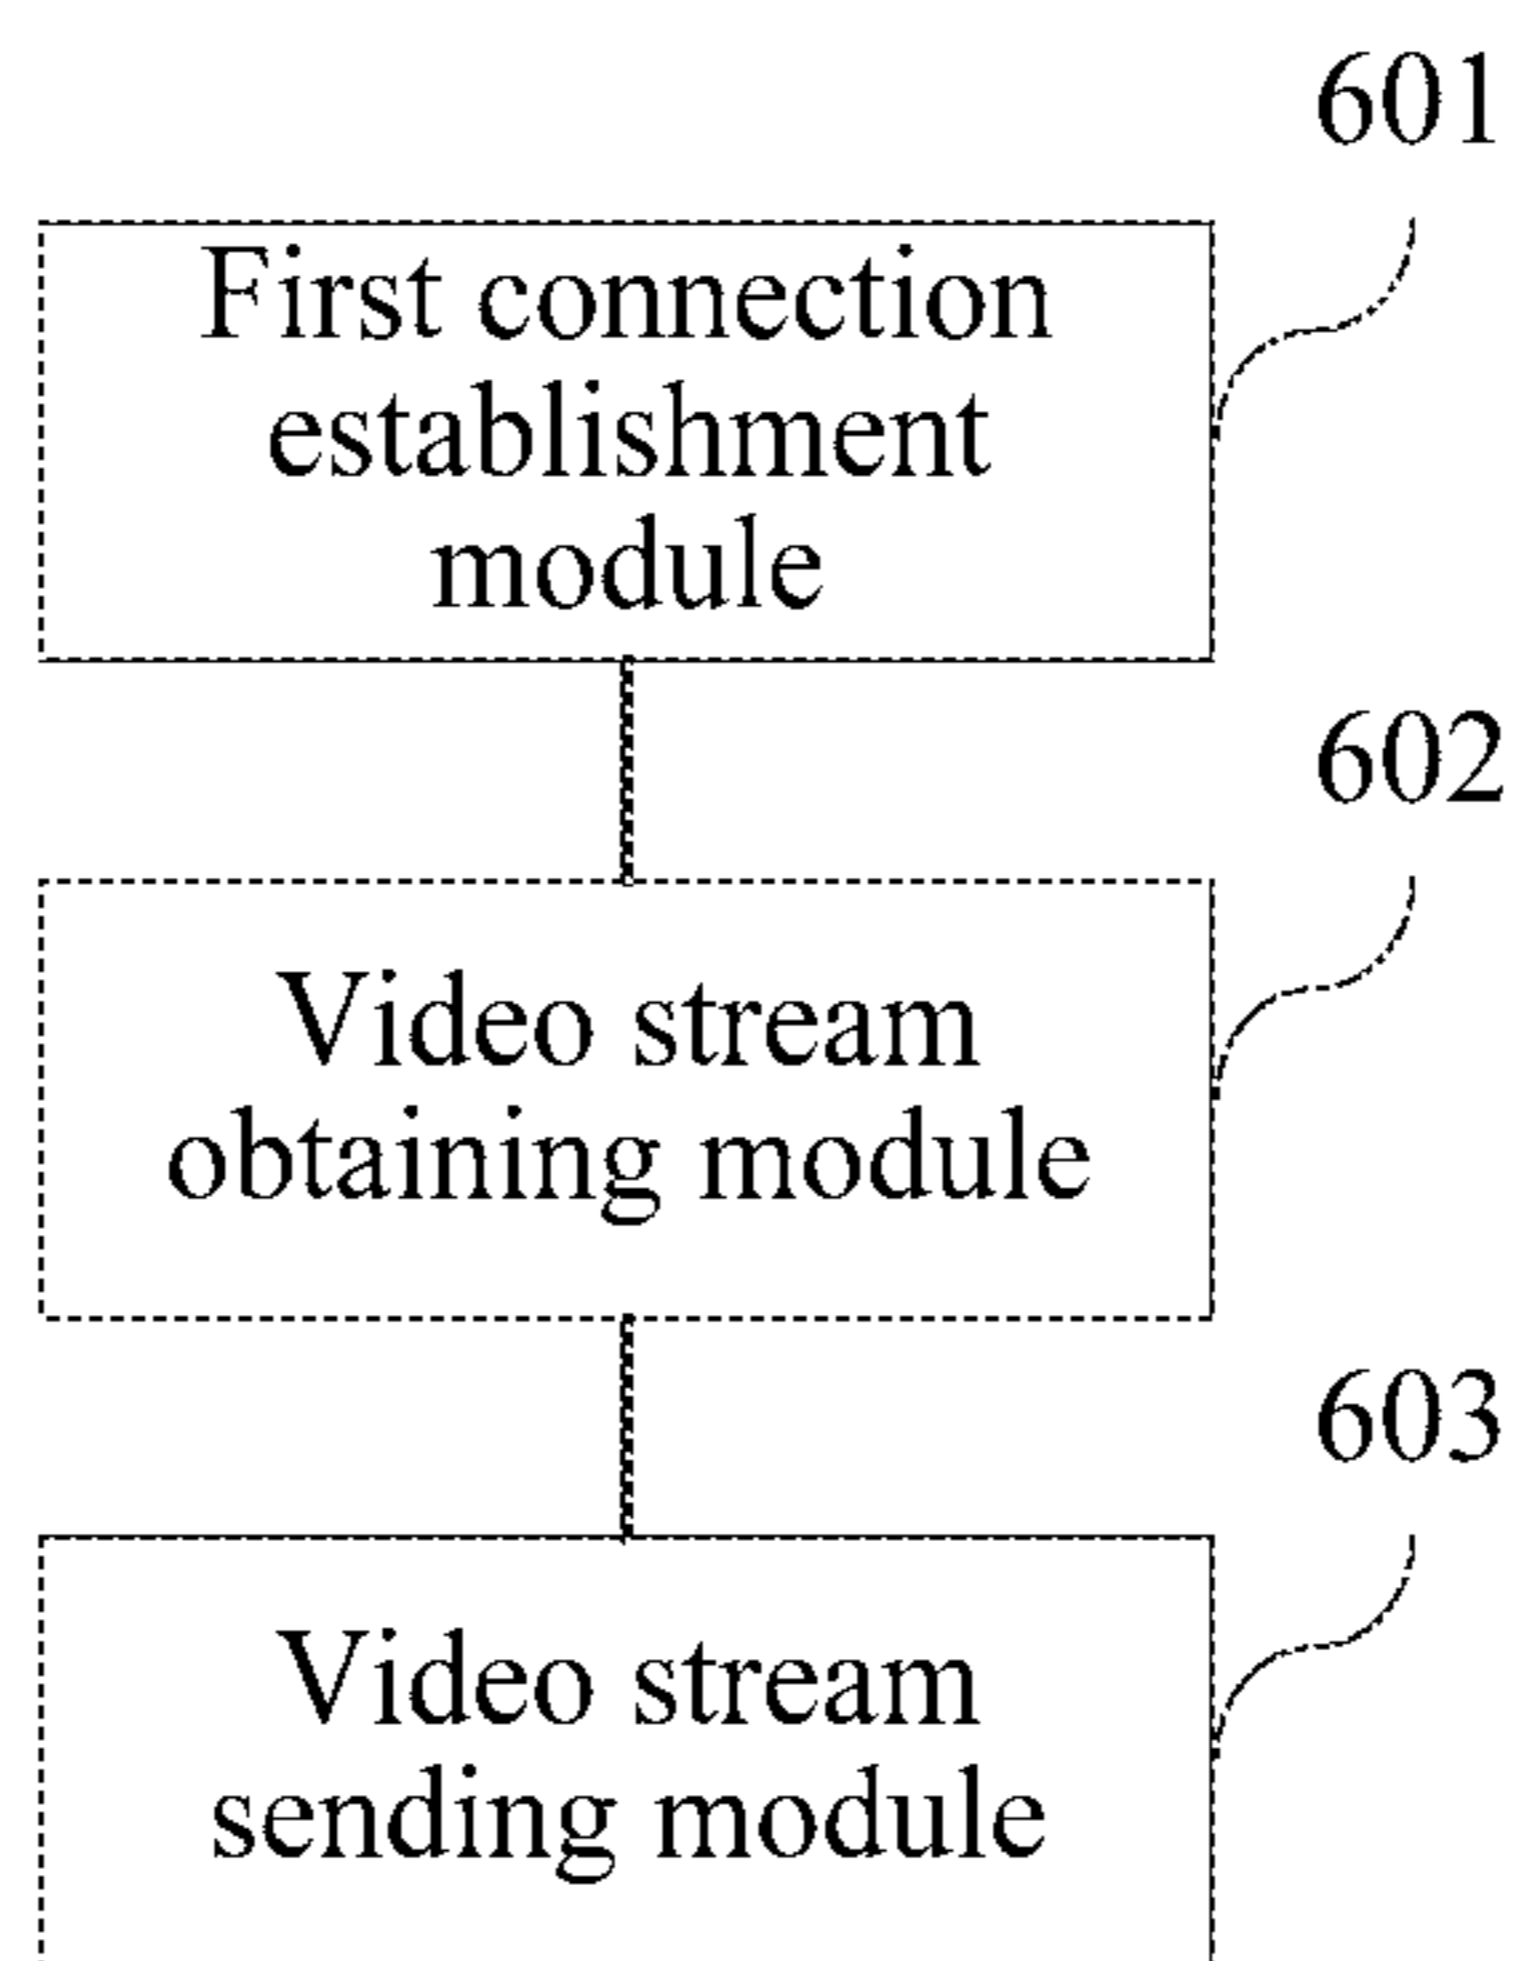 601
First connection
establishment
module
602
Video stream
obtaining module
603
Video stream
sending module